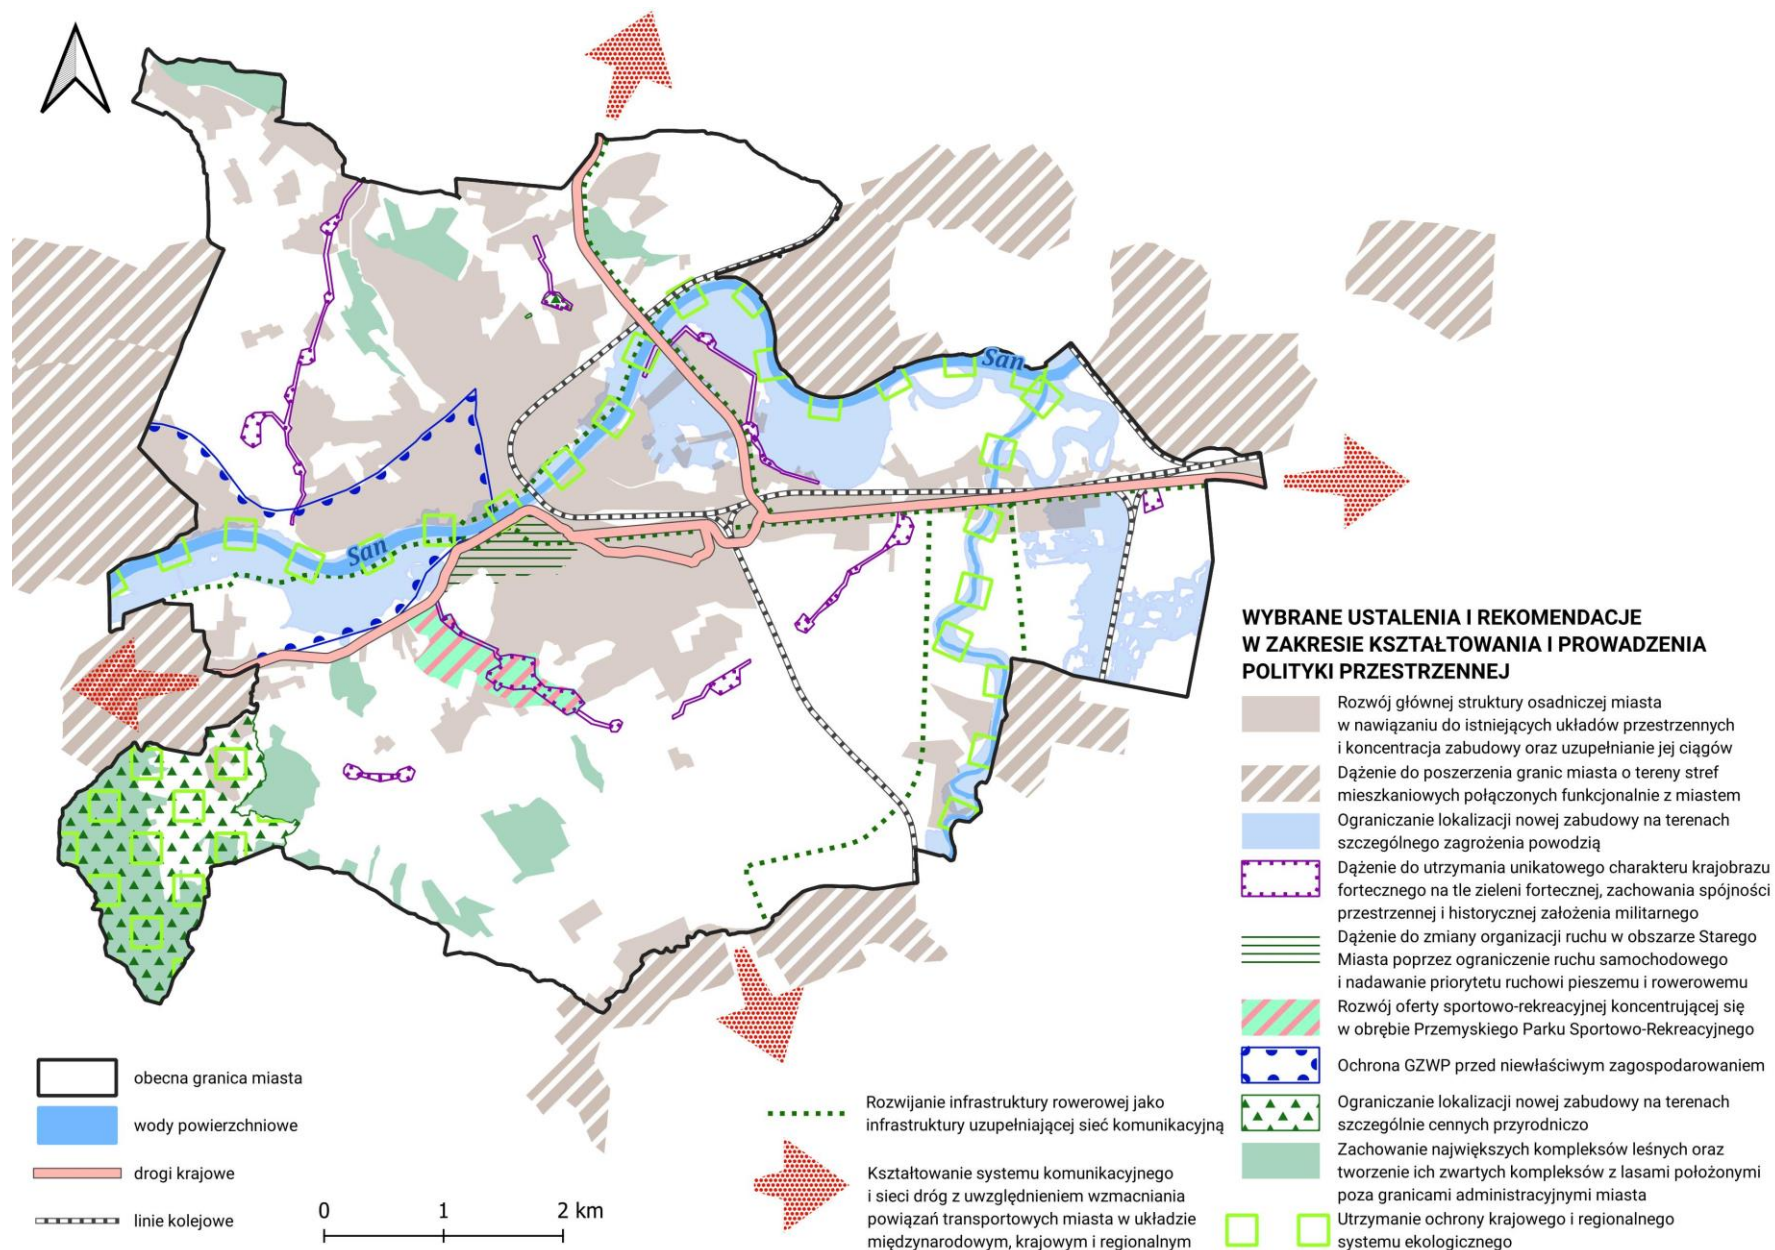 San
San
WYBRANE USTALENIA I REKOMENDACJE
W ZAKRESIE KSZTAŁTOWANIA I PROWADZENIA
POLITYKI PRZESTRZENNEJ
Rozwój głównej struktury osadniczej miasta
w nawiązaniu do istniejących układów przestrzennych
i koncentracja zabudowy oraz uzupełnianie jej ciągów
Dążenie do poszerzenia granic miasta o tereny stref
mieszkaniowych połączonych funkcjonalnie z miastem
Ograniczanie lokalizacji nowej zabudowy na terenach
szczególnego zagrożenia powodzią
Dążenie do utrzymania unikatowego charakteru krajobrazu
fortecznego na tle zieleni fortecznej, zachowania spójności
przestrzennej i historycznej założenia militarnego
Dążenie do zmiany organizacji ruchu w obszarze Starego
Miasta poprzez ograniczenie ruchu samochodowego
i nadawanie priorytetu ruchowi pieszemu i rowerowemu
Rozwój oferty sportowo-rekreacyjnej koncentrującej się
w obrębie Przemyskiego Parku Sportowo-Rekreacyjnego
Ochrona GZWP przed niewłaściwym zagospodarowaniem
Ograniczanie lokalizacji nowej zabudowy na terenach
szczególnie cennych przyrodniczo
Zachowanie największych kompleksów leśnych oraz
tworzenie ich zwartych kompleksów z lasami położonymi
poza granicami administracyjnymi miasta
Utrzymanie ochrony krajowego i regionalnego
systemu ekologicznego
obecna granica miasta
wody powierzchniowe
drogi krajowe
linie kolejowe
0 1 2 km
Rozwijanie infrastruktury rowerowej jako
infrastruktury uzupełniającej sieć komunikacyjną
Kształtowanie systemu komunikacyjnego
i sieci dróg z uwzględnieniem wzmacniania
powiązań transportowych miasta w układzie
międzynarodowym, krajowym i regionalnym